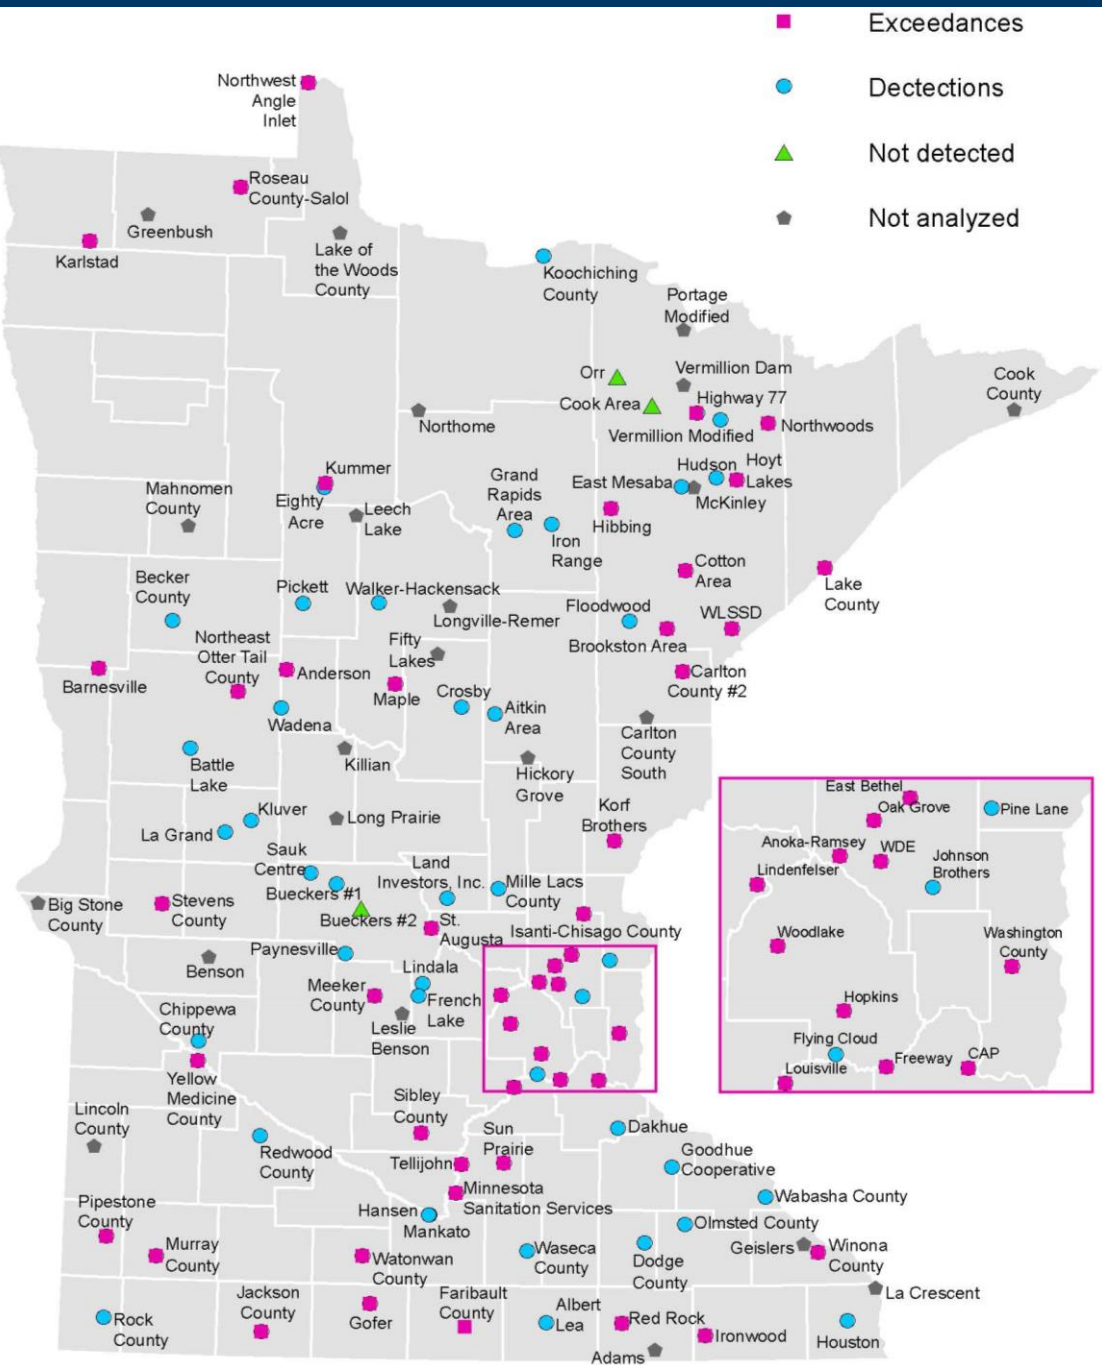 Exceedances
Dectections
Not detected
Not analyzed
Northwest
Angle
Inlet
Roseau
County-Salol
Greenbush
Karlstad
Lake of
the Woods
County
Koochiching
County
Portage
Modified
Orr
Vermillion Dam
Cook Area
Highway 77
Cook
County
Northome
Vermillion Modified
Northwoods
Kummer
Mahnomen
County
Eighty
Acre
Leech
Lake
Grand
Rapids
Area
Iron
Range
East Mesaba
Hudson
Hoyt
Lakes
McKinley
Hibbing
Cotton
Area
Lake
County
Becker
County
Pickett
Walker-Hackensack
Longville-Remer
Floodwood
WLSSD
Brookston Area
Northeast
Otter Tail
County
Fifty
Lakes
Barnesville
Anderson
Maple
Crosby
Carlton
County #2
Wadena
Aitkin
Area
Carlton
County
South
Battle
Lake
Killian
Hickory
Grove
Korf
Brothers
Kluver
La Grand
Long Prairie
Sauk
Centre
Land
Investors, Inc.
Mille Lacs
County
Bueckers #1
Big Stone
County
Stevens
County
Bueckers #2
St.
Augusta
Isanti-Chisago County
Benson
Paynesville
Lindala
Meeker
County
French
Lake
Leslie
Benson
Chippewa
County
Yellow
Medicine
County
East Bethel
Oak Grove
Pine Lane
Anoka-Ramsey
WDE
Johnson
Brothers
Lindenfelser
Woodlake
Washington
County
Hopkins
Flying Cloud
Freeway
CAP
Louisville
Lincoln
County
Sibley
County
Sun
Prairie
Dakhue
Redwood
County
Tellijohn
Goodhue
Cooperative
Minnesota
Sanitation Services
Wabasha County
Pipestone
County
Hansen
Mankato
Olmsted County
Murray
County
Watonwan
County
Waseca
County
Dodge
County
Geislers
Winona
County
La Crescent
Rock
County
Jackson
County
Gofer
Faribault
County
Albert
Lea
Red Rock
Ironwood
Houston
Adams